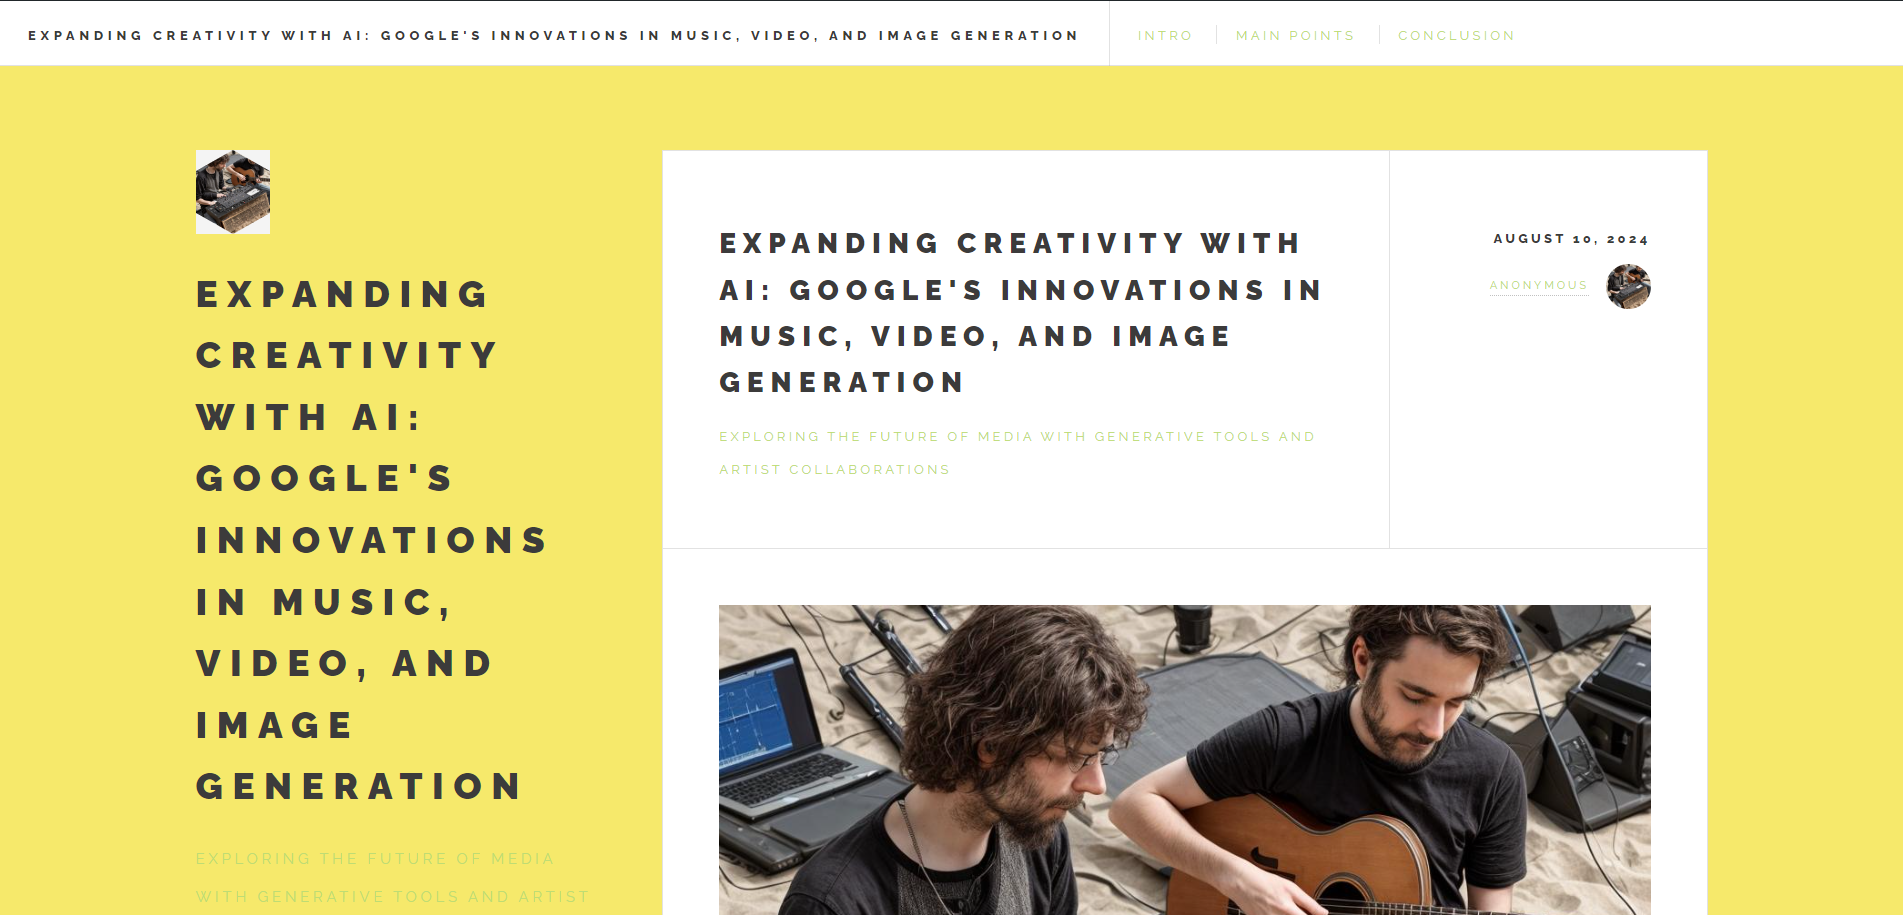 EXPANDING CREATIVITY WITH AI: GOOGLE'S INNOVATIONS IN MUSIC, VIDEO, AND IMAGE GENERATION
INTRO
MAIN POINTS
CONCLUSION
EXPANDING
CREATIVITY
WITH AI:
GOOGLE'S
INNOVATIONS
IN MUSIC,
VIDEO, AND
IMAGE
GENERATION
EXPLORING THE FUTURE OF MEDIA
WITH GENERATIVE TOOLS AND ARTIST
EXPANDING CREATIVITY WITH
AI: GOOGLE'S INNOVATIONS IN
MUSIC, VIDEO, AND IMAGE
GENERATION
EXPLORING THE FUTURE OF MEDIA WITH GENERATIVE TOOLS AND
ARTIST COLLABORATIONS
AUGUST 10, 2024
ANONYMOUS